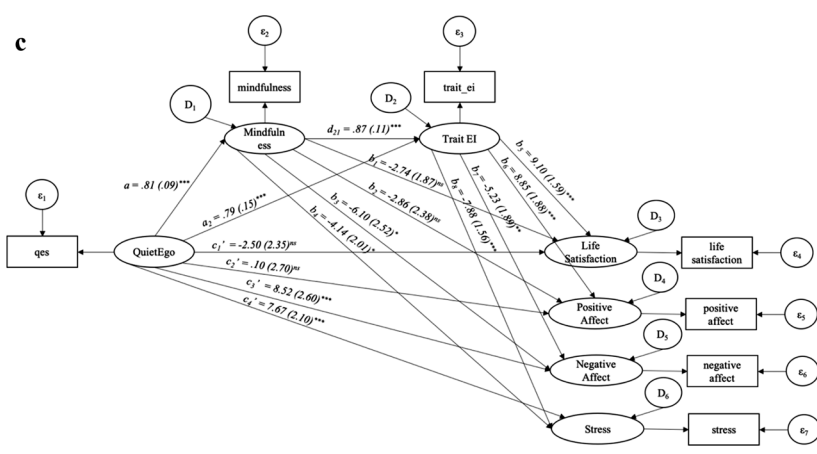 c
ε2
ε3
mindfulness
trait_ei
D1
D2
Mindfuln
ess
d21 = .87 (.11)***
Trait EI
a = .81 (.09)***
a2 = .79 (.15)***
b1 = -2.74 (1.87)ns
b2 = -2.86 (2.38)ns
b3 = -6.10 (2.52)*
b4 = -4.14 (2.01)*
b5 = 9.10 (1.59)***
b6 = 8.85 (1.88)***
b7 = -5.23 (1.89)**
b8 = -7.88 (1.56)***
ε1
qes
QuietEgo
c1' = -2.50 (2.35)ns
c2' = .10 (2.70)ns
c3' = 8.52 (2.60)***
c4' = 7.67 (2.10)***
D3
Life
Satisfaction
life
satisfaction
ε4
D4
Positive
Affect
positive
affect
ε5
D5
Negative
Affect
negative
affect
ε6
D6
Stress
stress
ε7